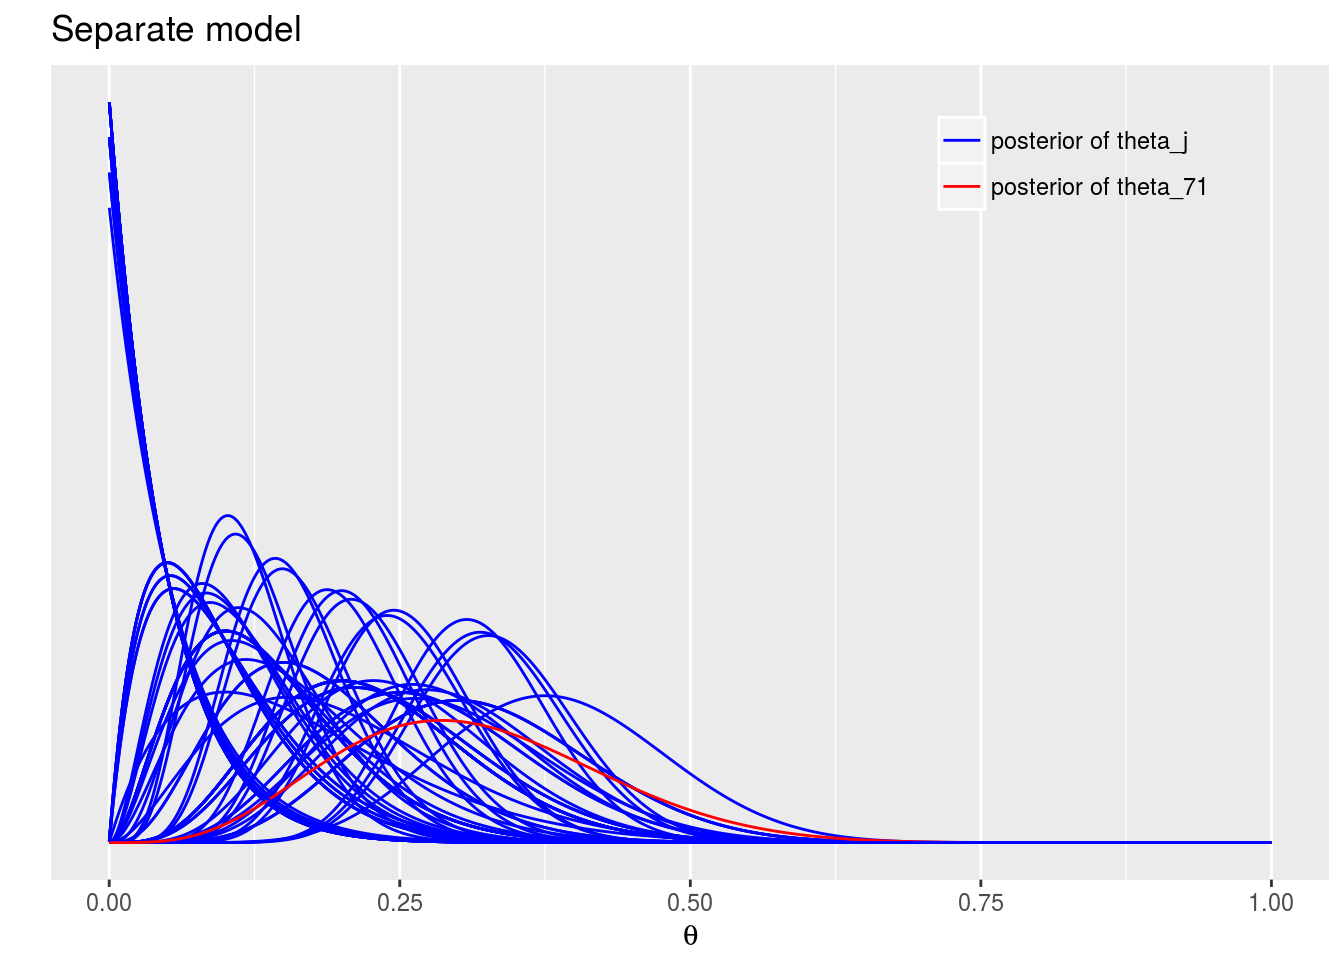 Separate model
posterior of theta_j
posterior of theta_71
0.00 0.25 0.50 0.75 1.00
θ